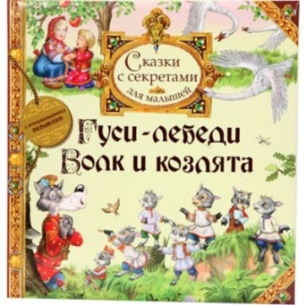 Сказки
с секретами
для малышей
Гуси-лебеди
Волк и козлята